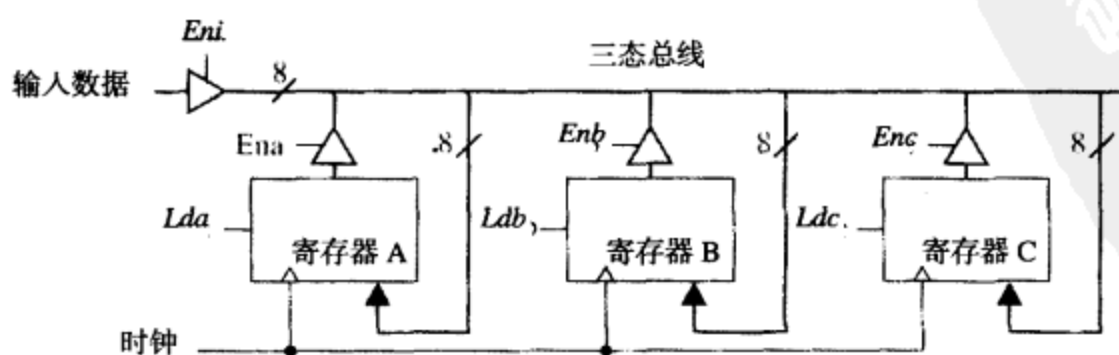 Eni.
三态总线
输入数据
8
Ena
.8
Enb
8
Enc
8
Lda
寄存器 A
Ldb
寄存器 B
Ldc.
寄存器 C
时钟